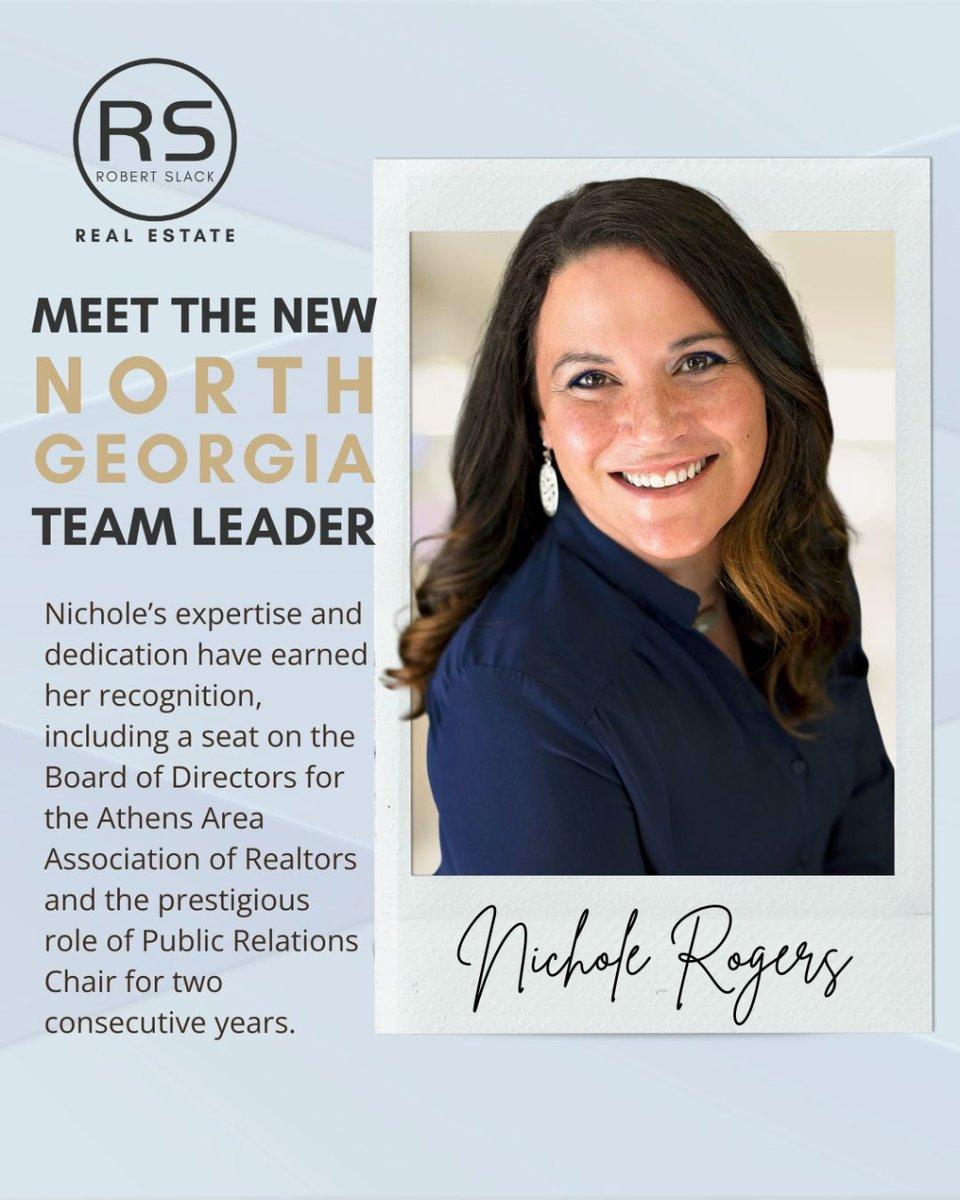 RS
ROBERT SLACK
REAL ESTATE
MEET THE NEW
NORTH
GEORGIA
TEAM LEADER
Nichole’s expertise and
dedication have earned
her recognition,
including a seat on the
Board of Directors for
the Athens Area
Association of Realtors
and the prestigious
role of Public Relations
Chair for two
consecutive years.
Nichole Rogers